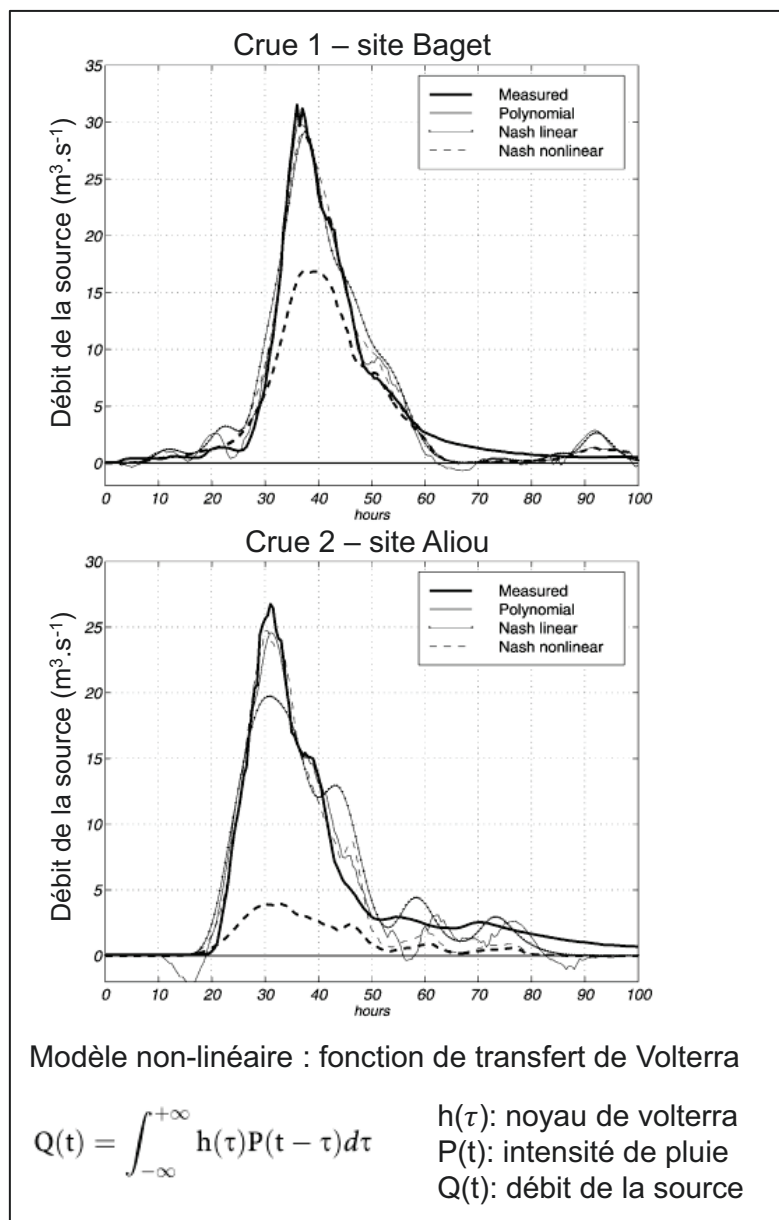 Crue 1 – site Baget
Débit de la source (m³.s⁻¹)
35
30
25
20
15
10
5
0
Measured
Polynomial
Nash linear
Nash nonlinear
0 10 20 30 40 50 60 70 80 90 100
hours
Crue 2 – site Aliou
Débit de la source (m³.s⁻¹)
30
25
20
15
10
5
0
Measured
Polynomial
Nash linear
Nash nonlinear
0 10 20 30 40 50 60 70 80 90 100
hours
Modèle non-linéaire : fonction de transfert de Volterra
Q(t) = ∫_{-∞}^{+∞} h(τ)P(t − τ)dτ
h(τ): noyau de volterra
P(t): intensité de pluie
Q(t): débit de la source